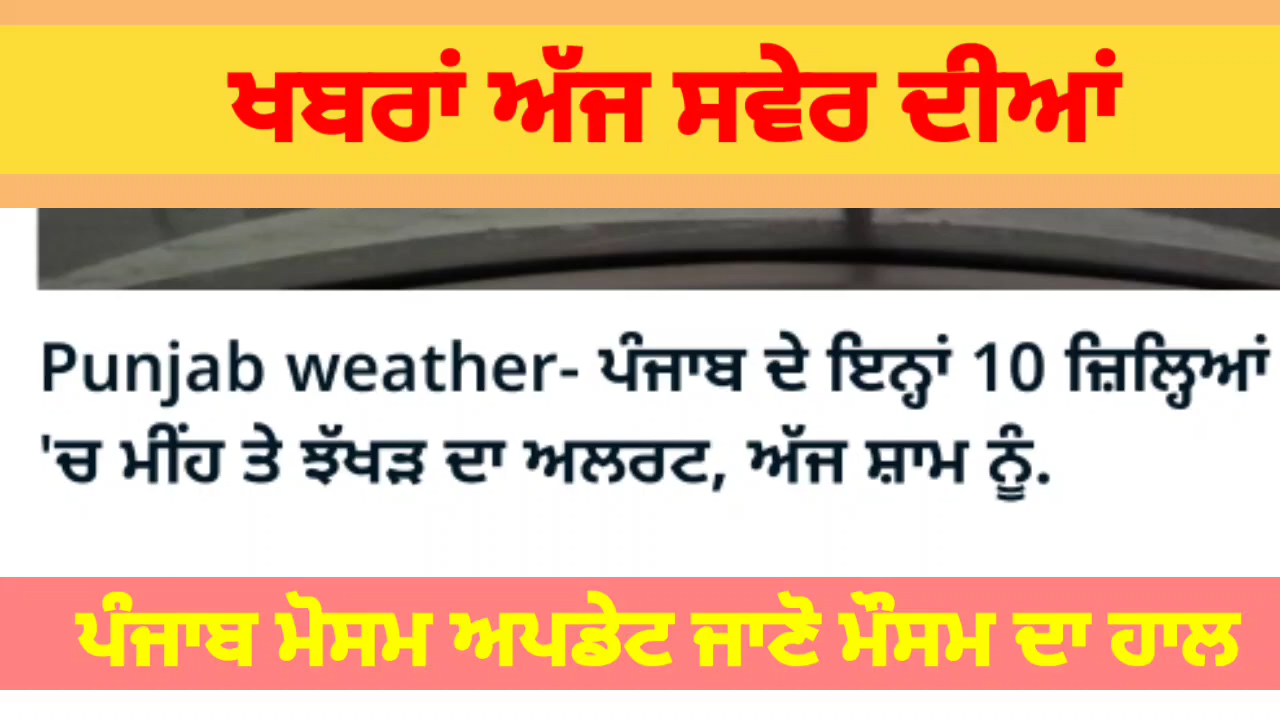 ਖਬਰਾਂ ਅੱਜ ਸਵੇਰ ਦੀਆਂ
Punjab weather- ਪੰਜਾਬ ਦੇ ਇਨ੍ਹਾਂ 10 ਜ਼ਿਲ੍ਹਿਆਂ
'ਚ ਮੀਂਹ ਤੇ ਝੱਖੜ ਦਾ ਅਲਰਟ, ਅੱਜ ਸ਼ਾਮ ਨੂੰ.
ਪੰਜਾਬ ਮੋਸਮ ਅਪਡੇਟ ਜਾਣੋ ਮੌਸਮ ਦਾ ਹਾਲ